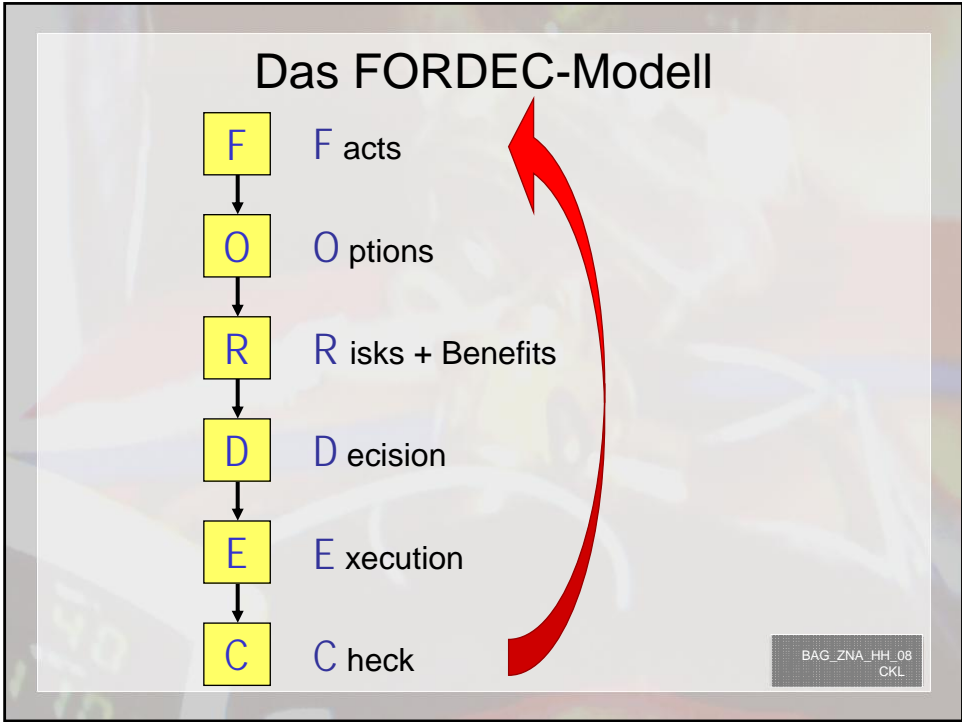 Das FORDEC-Modell
F F acts
O O ptions
R R isks + Benefits
D D ecision
E E xecution
C C heck
BAG_ZNA_HH_08
CKL